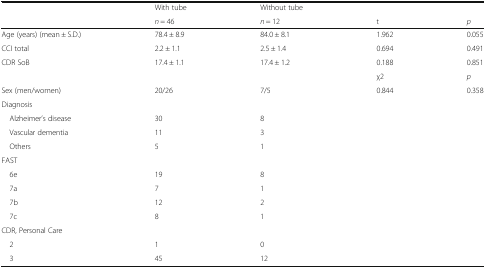 With tube Without tube
n = 46 n = 12 t p
Age (years) (mean ± S.D.) 78.4 ± 8.9 84.0 ± 8.1 1.962 0.055
CCI total 2.2 ± 1.1 2.5 ± 1.4 0.694 0.491
CDR SoB 17.4 ± 1.1 17.4 ± 1.2 0.188 0.851
χ2 p
Sex (men/women) 20/26 7/5 0.844 0.358
Diagnosis
Alzheimer's disease 30 8
Vascular dementia 11 3
Others 5 1
FAST
6e 19 8
7a 7 1
7b 12 2
7c 8 1
CDR, Personal Care
2 1 0
3 45 12